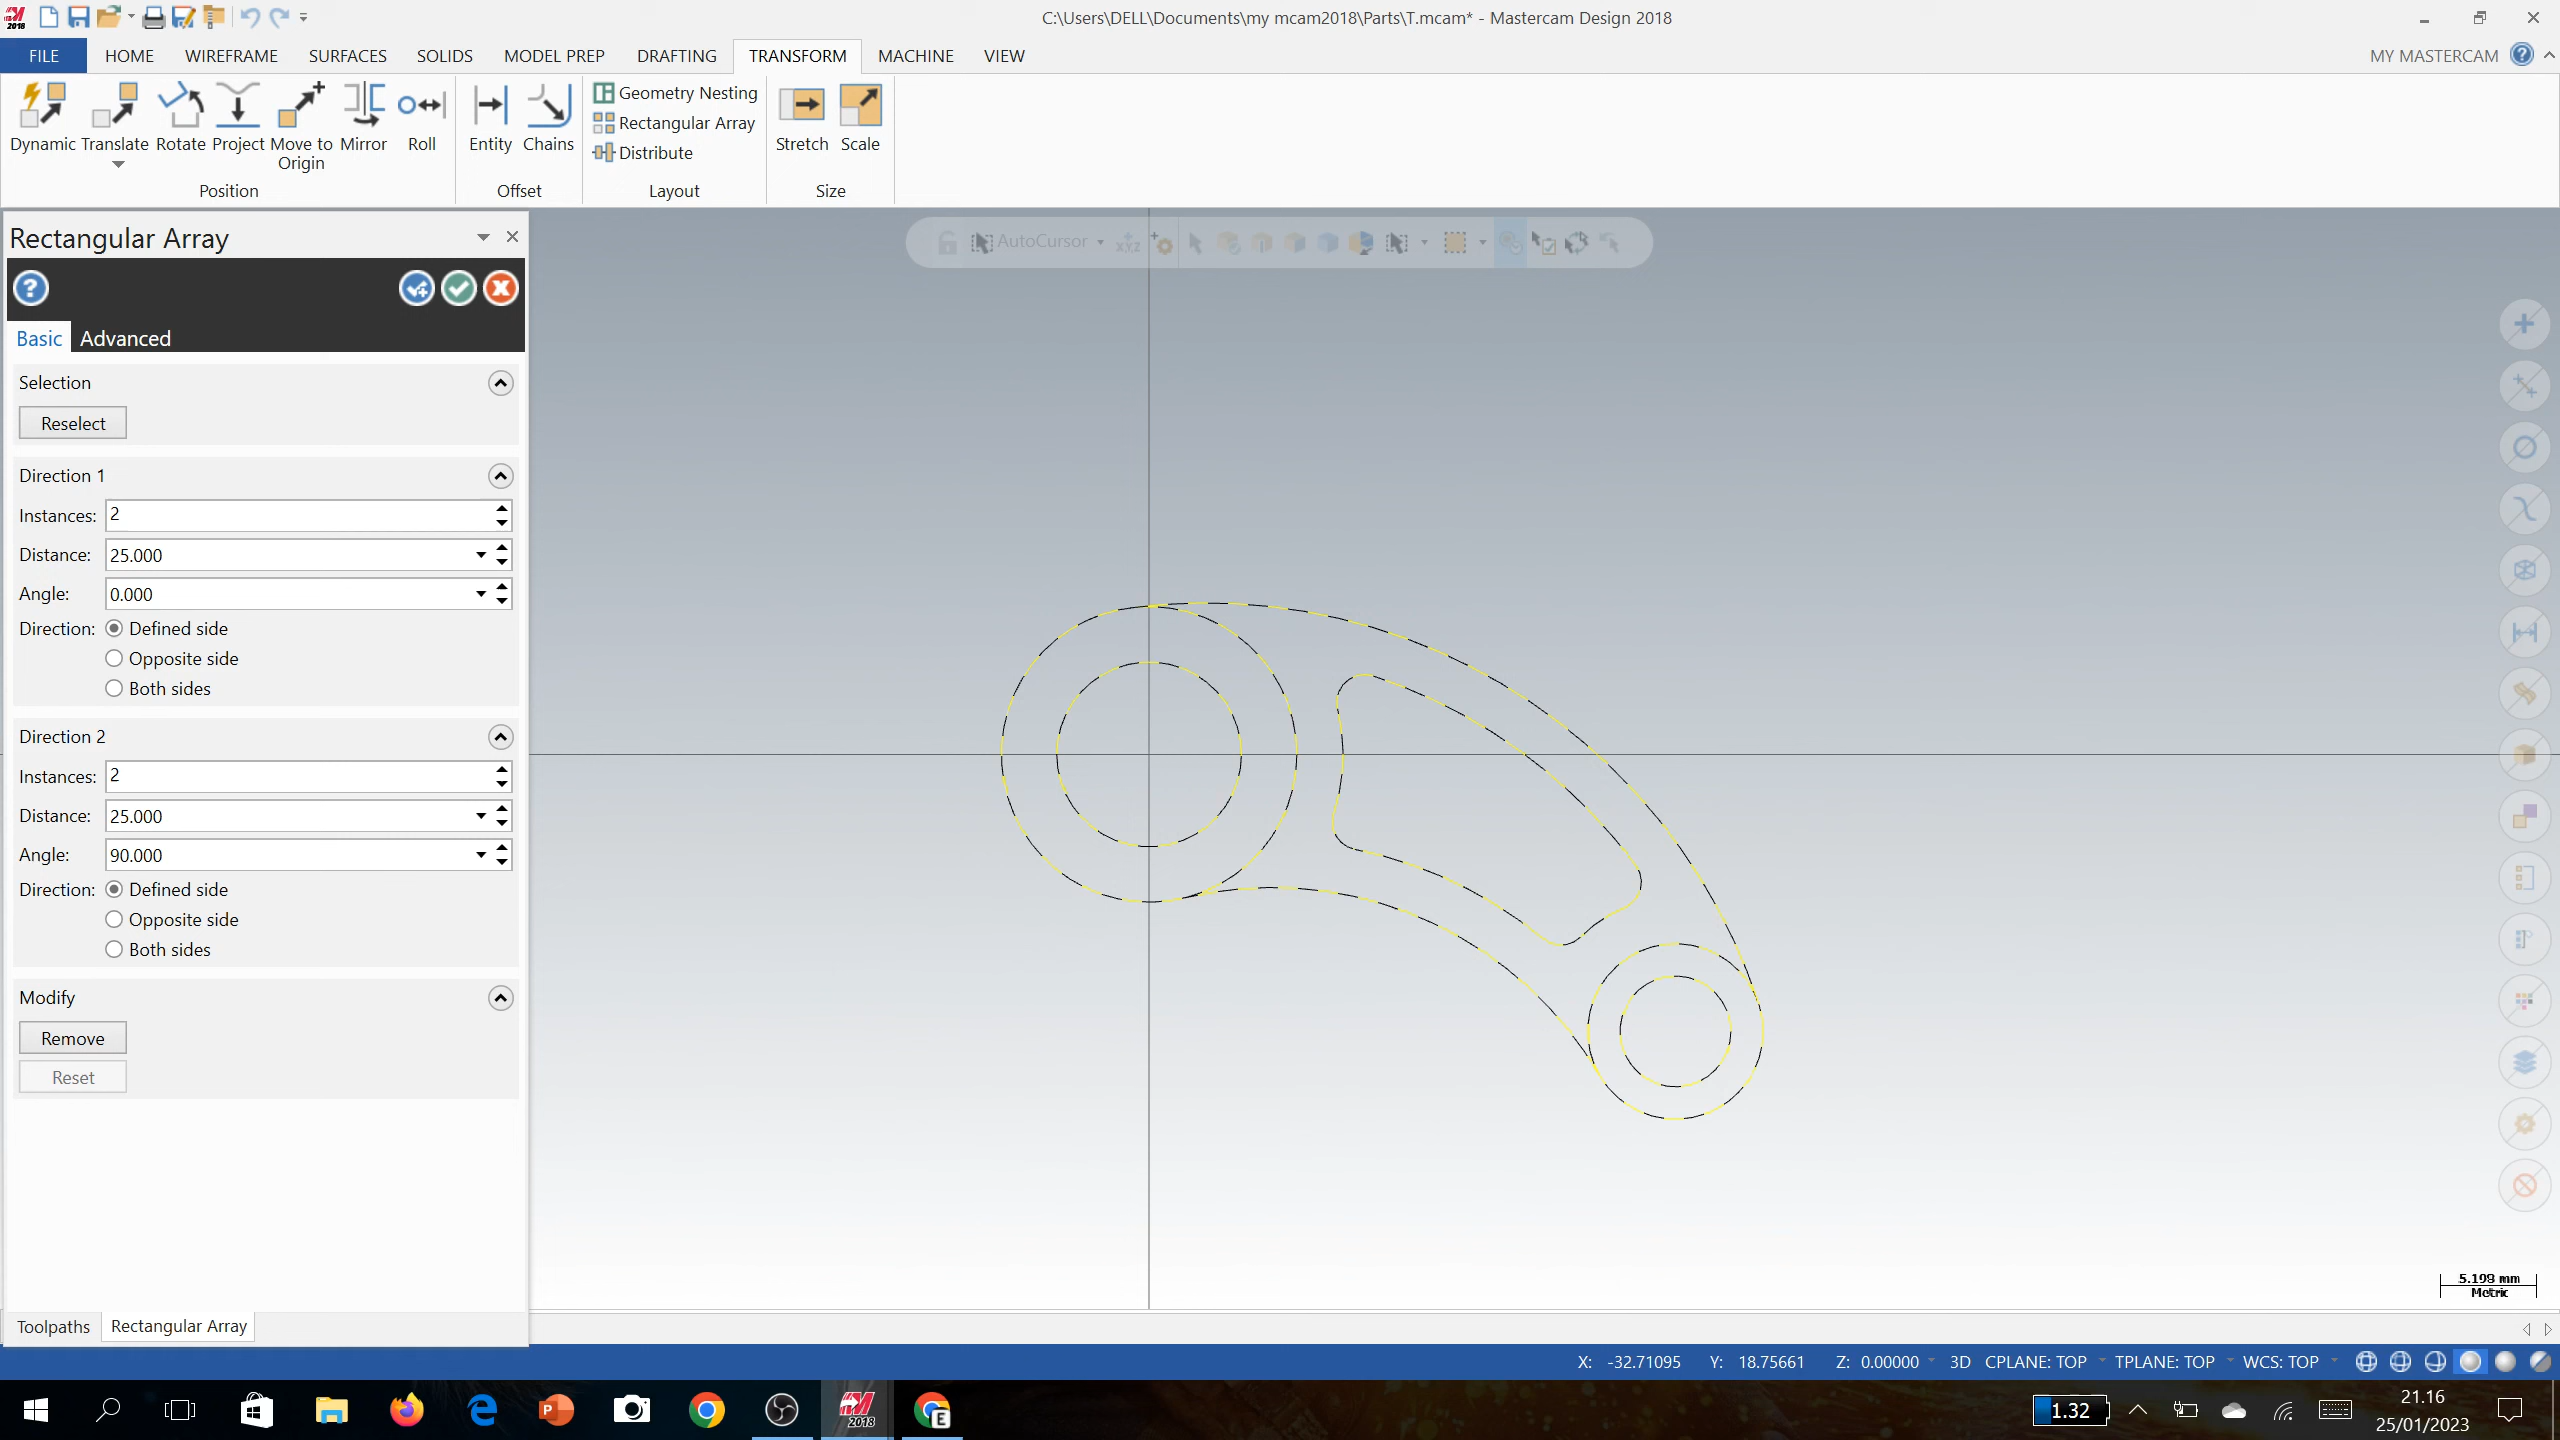 C:\Users\DELL\Documents\my mcam2018\Parts\T.mcam* - Mastercam Design 2018
FILE HOME WIREFRAME SURFACES SOLIDS MODEL PREP DRAFTING TRANSFORM MACHINE VIEW MY MASTERCAM
Dynamic Translate Rotate Project Move to Origin Mirror Roll
Position
Entity Chains
Offset
Geometry Nesting
Rectangular Array
Distribute
Layout
Stretch Scale
Size
Rectangular Array
AutoCursor
Basic Advanced
Selection
Reselect
Direction 1
Instances: 2
Distance: 25.000
Angle: 0.000
Direction: Defined side
Opposite side
Both sides
Direction 2
Instances: 2
Distance: 25.000
Angle: 90.000
Direction: Defined side
Opposite side
Both sides
Modify
Remove
Reset
5.198 mm
Metric
Toolpaths Rectangular Array
X: -32.71095 Y: 18.75661 Z: 0.00000 3D CPLANE: TOP TPLANE: TOP WCS: TOP
2018
1.32
21.16
25/01/2023